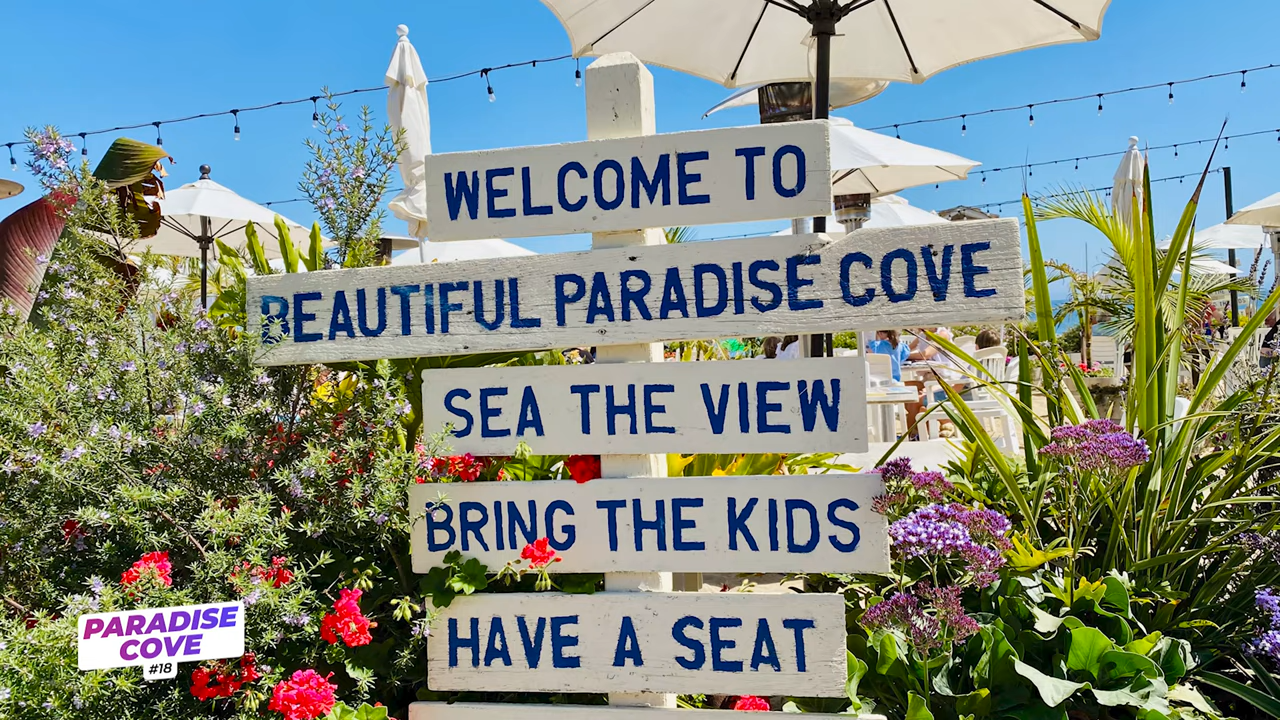 WELCOME TO
BEAUTIFUL PARADISE COVE
SEA THE VIEW
BRING THE KIDS
HAVE A SEAT
PARADISE
COVE
#18